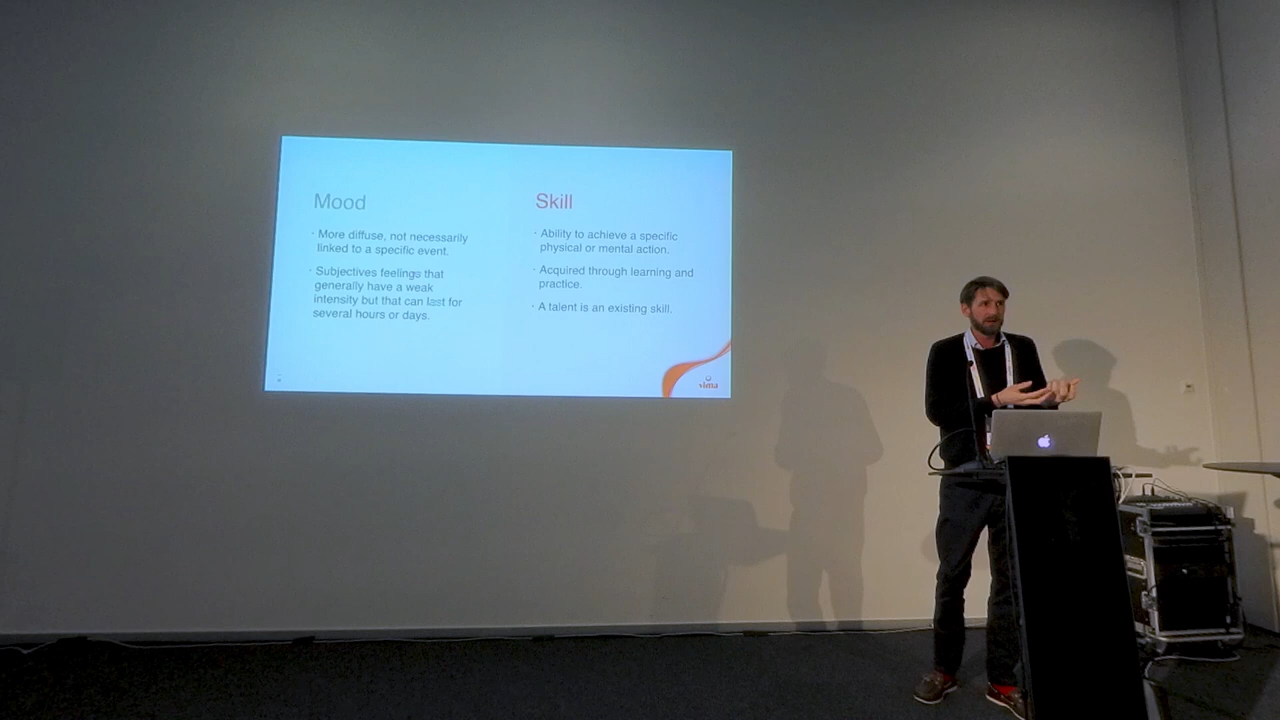 Mood
· More diffuse, not necessarily
linked to a specific event.
· Subjectives feelings that
generally have a weak
intensity but that can last for
several hours or days.
Skill
· Ability to achieve a specific
physical or mental action.
· Acquired through learning and
practice.
· A talent is an existing skill.
vima